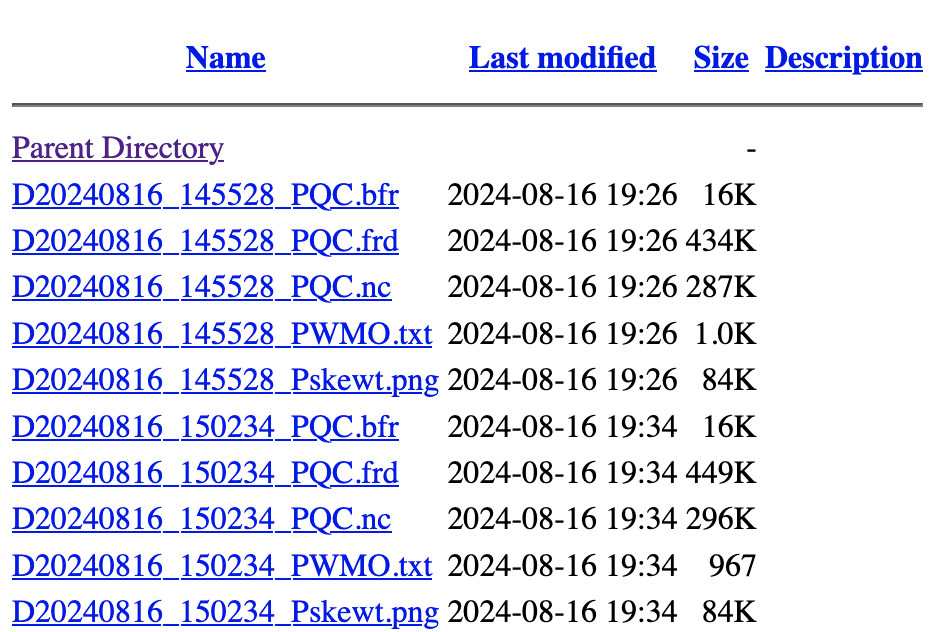 Name Last modified Size Description
Parent Directory -
D20240816_145528_PQC.bfr 2024-08-16 19:26 16K
D20240816_145528_PQC.frd 2024-08-16 19:26 434K
D20240816_145528_PQC.nc 2024-08-16 19:26 287K
D20240816_145528_PWMO.txt 2024-08-16 19:26 1.0K
D20240816_145528_Pskewt.png 2024-08-16 19:26 84K
D20240816_150234_PQC.bfr 2024-08-16 19:34 16K
D20240816_150234_PQC.frd 2024-08-16 19:34 449K
D20240816_150234_PQC.nc 2024-08-16 19:34 296K
D20240816_150234_PWMO.txt 2024-08-16 19:34 967
D20240816_150234_Pskewt.png 2024-08-16 19:34 84K